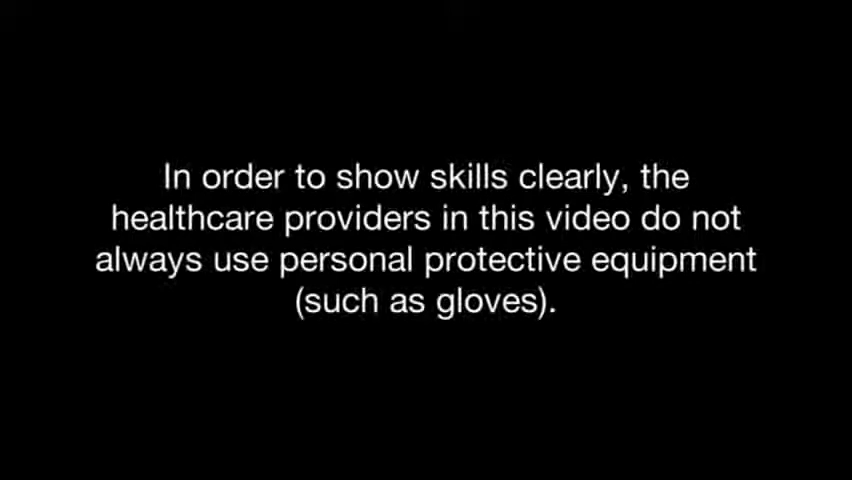 In order to show skills clearly, the
healthcare providers in this video do not
always use personal protective equipment
(such as gloves).